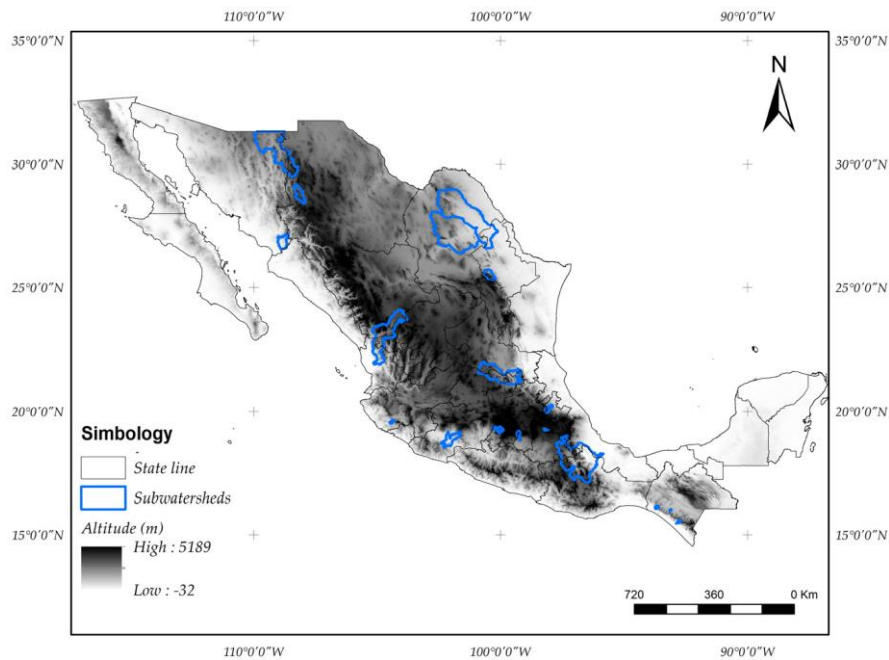 110°0'0"W 100°0'0"W 90°0'0"W
35°0'0"N 35°0'0"N
N
30°0'0"N 30°0'0"N
25°0'0"N 25°0'0"N
20°0'0"N 20°0'0"N
Simbology
State line
Subwatersheds
Altitude (m)
High : 5189
15°0'0"N 15°0'0"N
Low : -32
720 360 0 Km
110°0'0"W 100°0'0"W 90°0'0"W